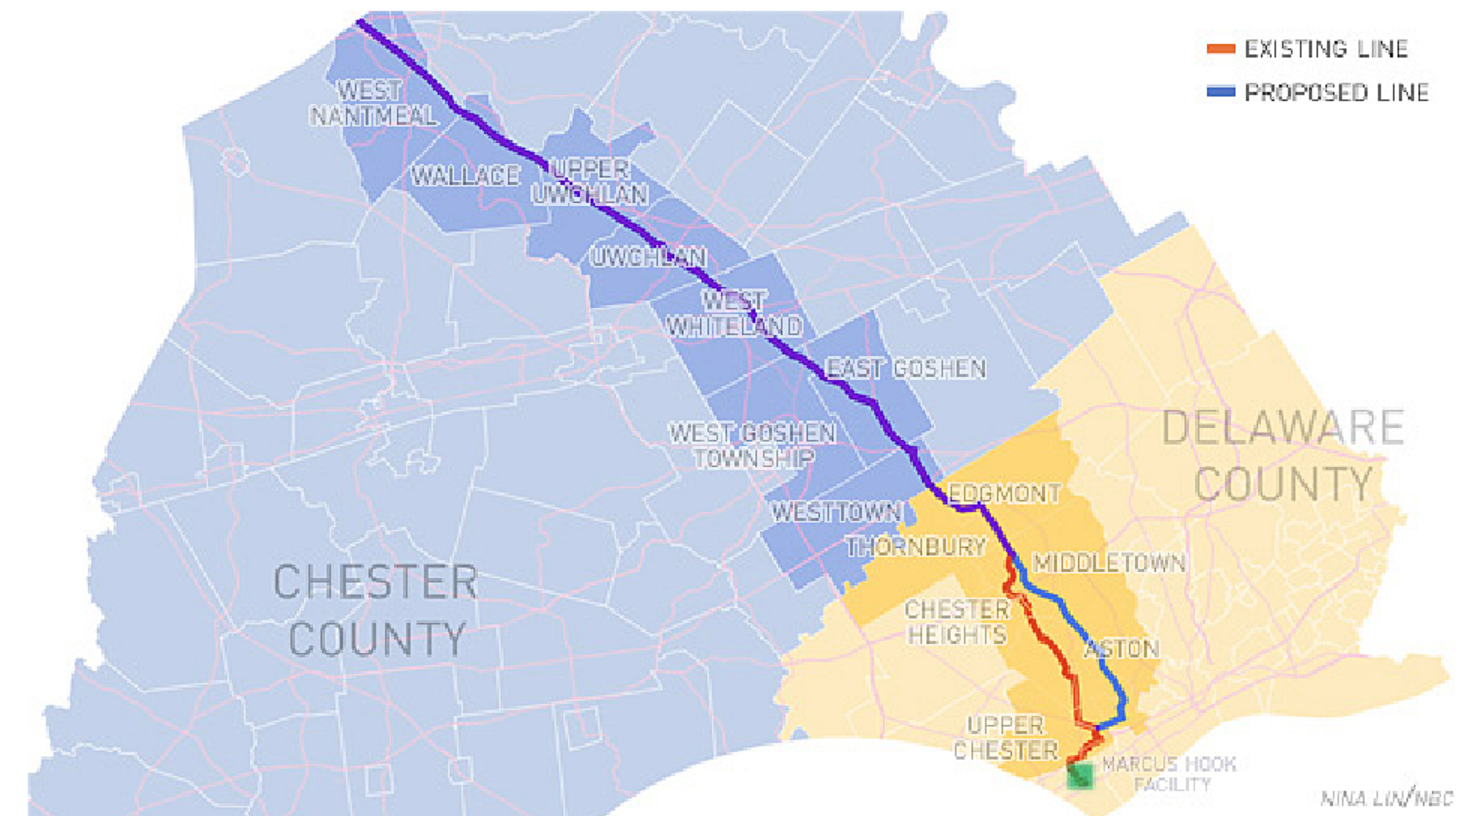 EXISTING LINE
PROPOSED LINE
WEST
NANTMEAL
WALLACE
UPPER
UWCHLAN
UWCHLAN
WEST
WHITELAND
EAST GOSHEN
WEST GOSHEN
TOWNSHIP
DELAWARE
COUNTY
EDGMONT
WESTTOWN
THORNBURY
MIDDLETOWN
CHESTER
COUNTY
CHESTER
HEIGHTS
ASTON
UPPER
CHESTER
MARCUS HOOK
FACILITY
NINA LIN/NBC